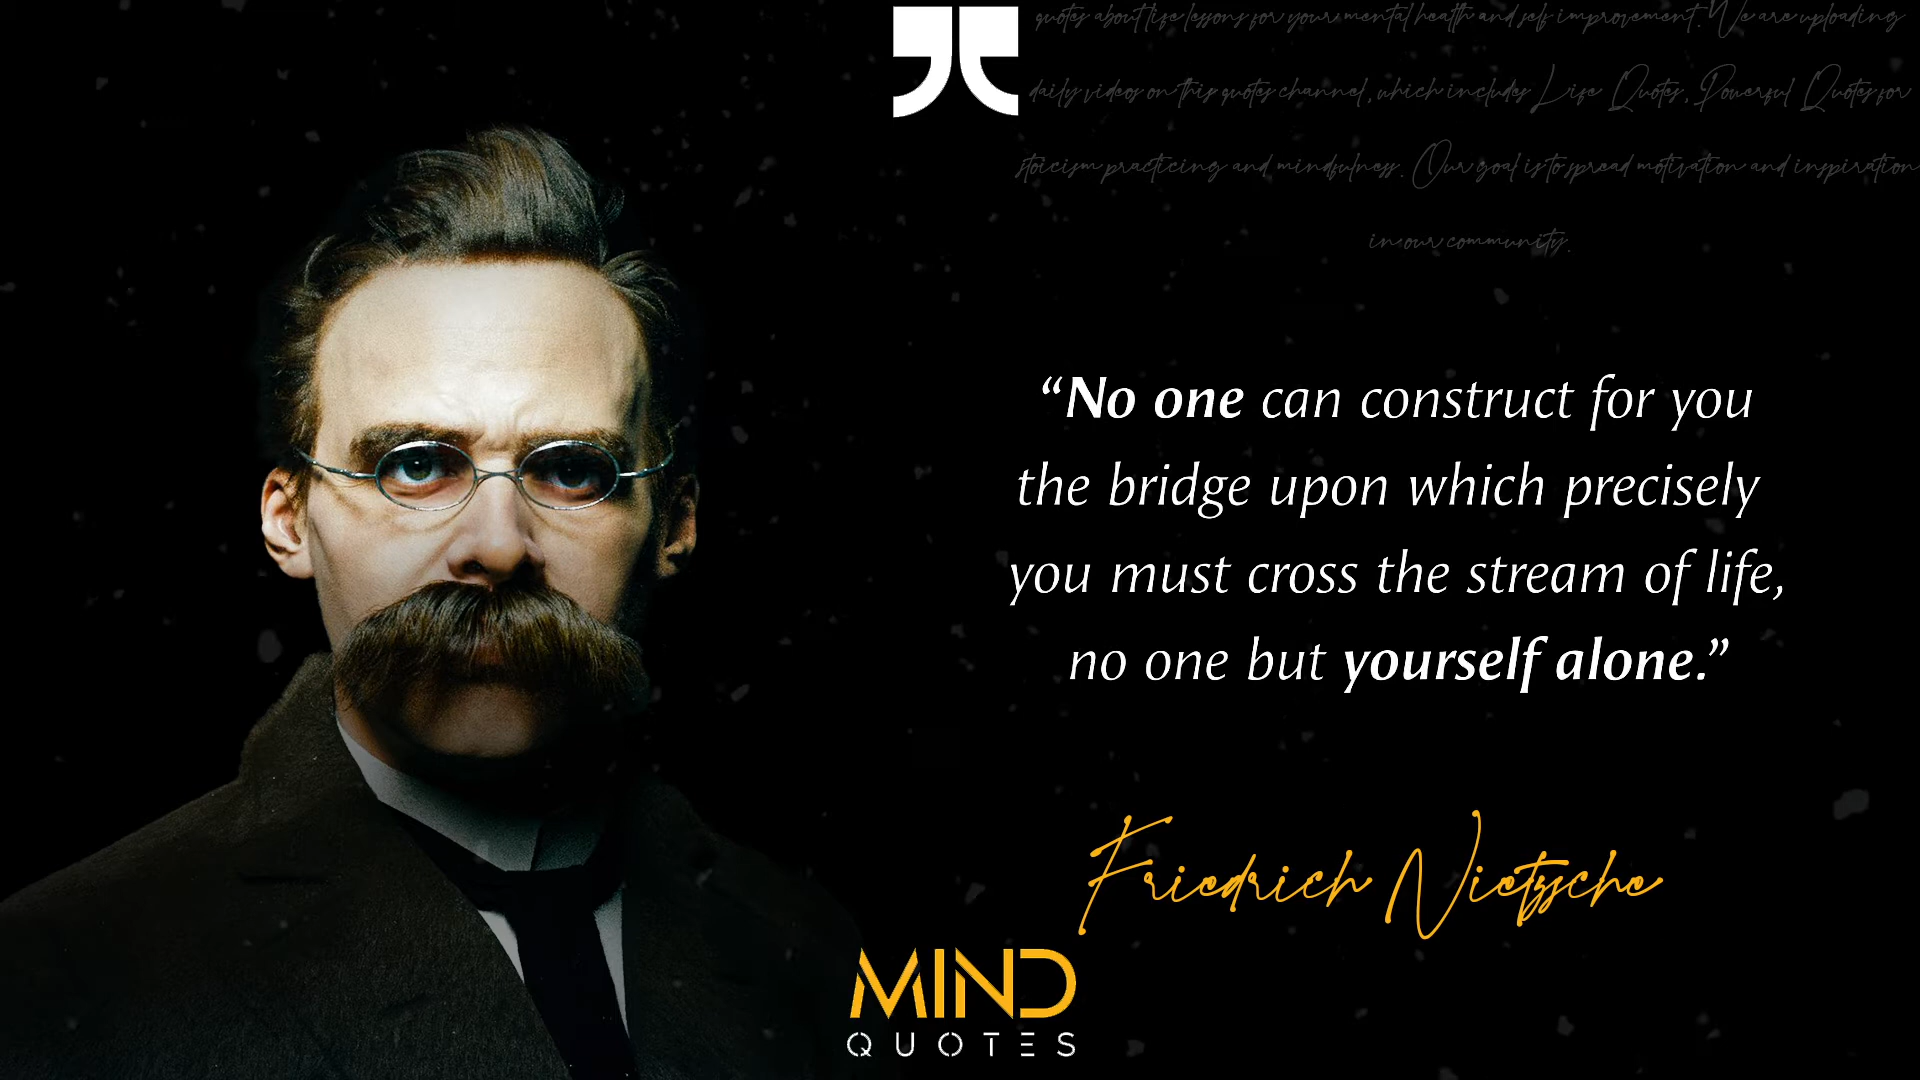 quotes about life lessons for your mental health and self improvement. We are uploading
daily videos on this quotes channel, which includes Life Quotes, Powerful Quotes for
stoicism practicing and mindfulness. Our goal is to spread motivation and inspiration
in our community.
“No one can construct for you
the bridge upon which precisely
you must cross the stream of life,
no one but yourself alone.”
Friedrich Nietzsche
MIND
QUOTES